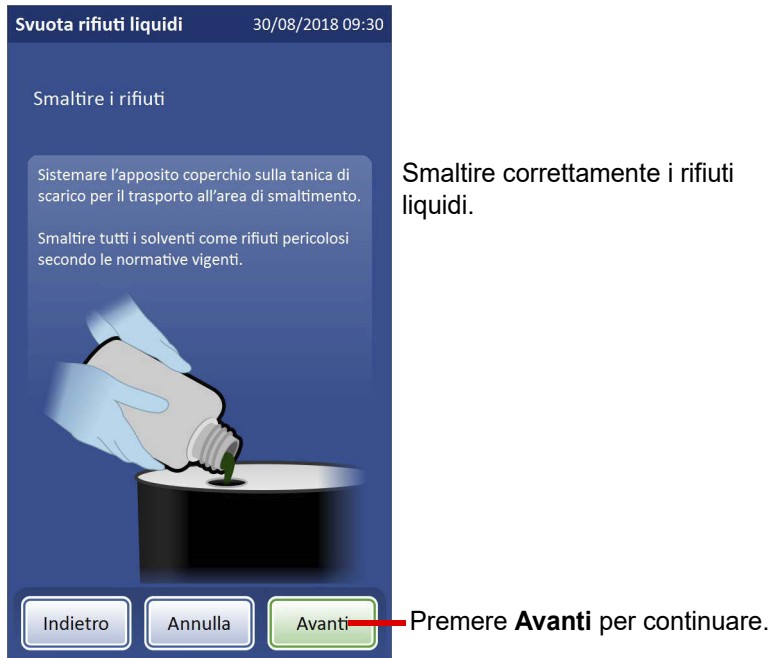 Svuota rifiuti liquidi 30/08/2018 09:30
Smaltire i rifiuti
Sistemare l'apposito coperchio sulla tanica di
scarico per il trasporto all'area di smaltimento.
Smaltire tutti i solventi come rifiuti pericolosi
secondo le normative vigenti.
Smaltire correttamente i rifiuti
liquidi.
Indietro Annulla Avanti
Premere Avanti per continuare.